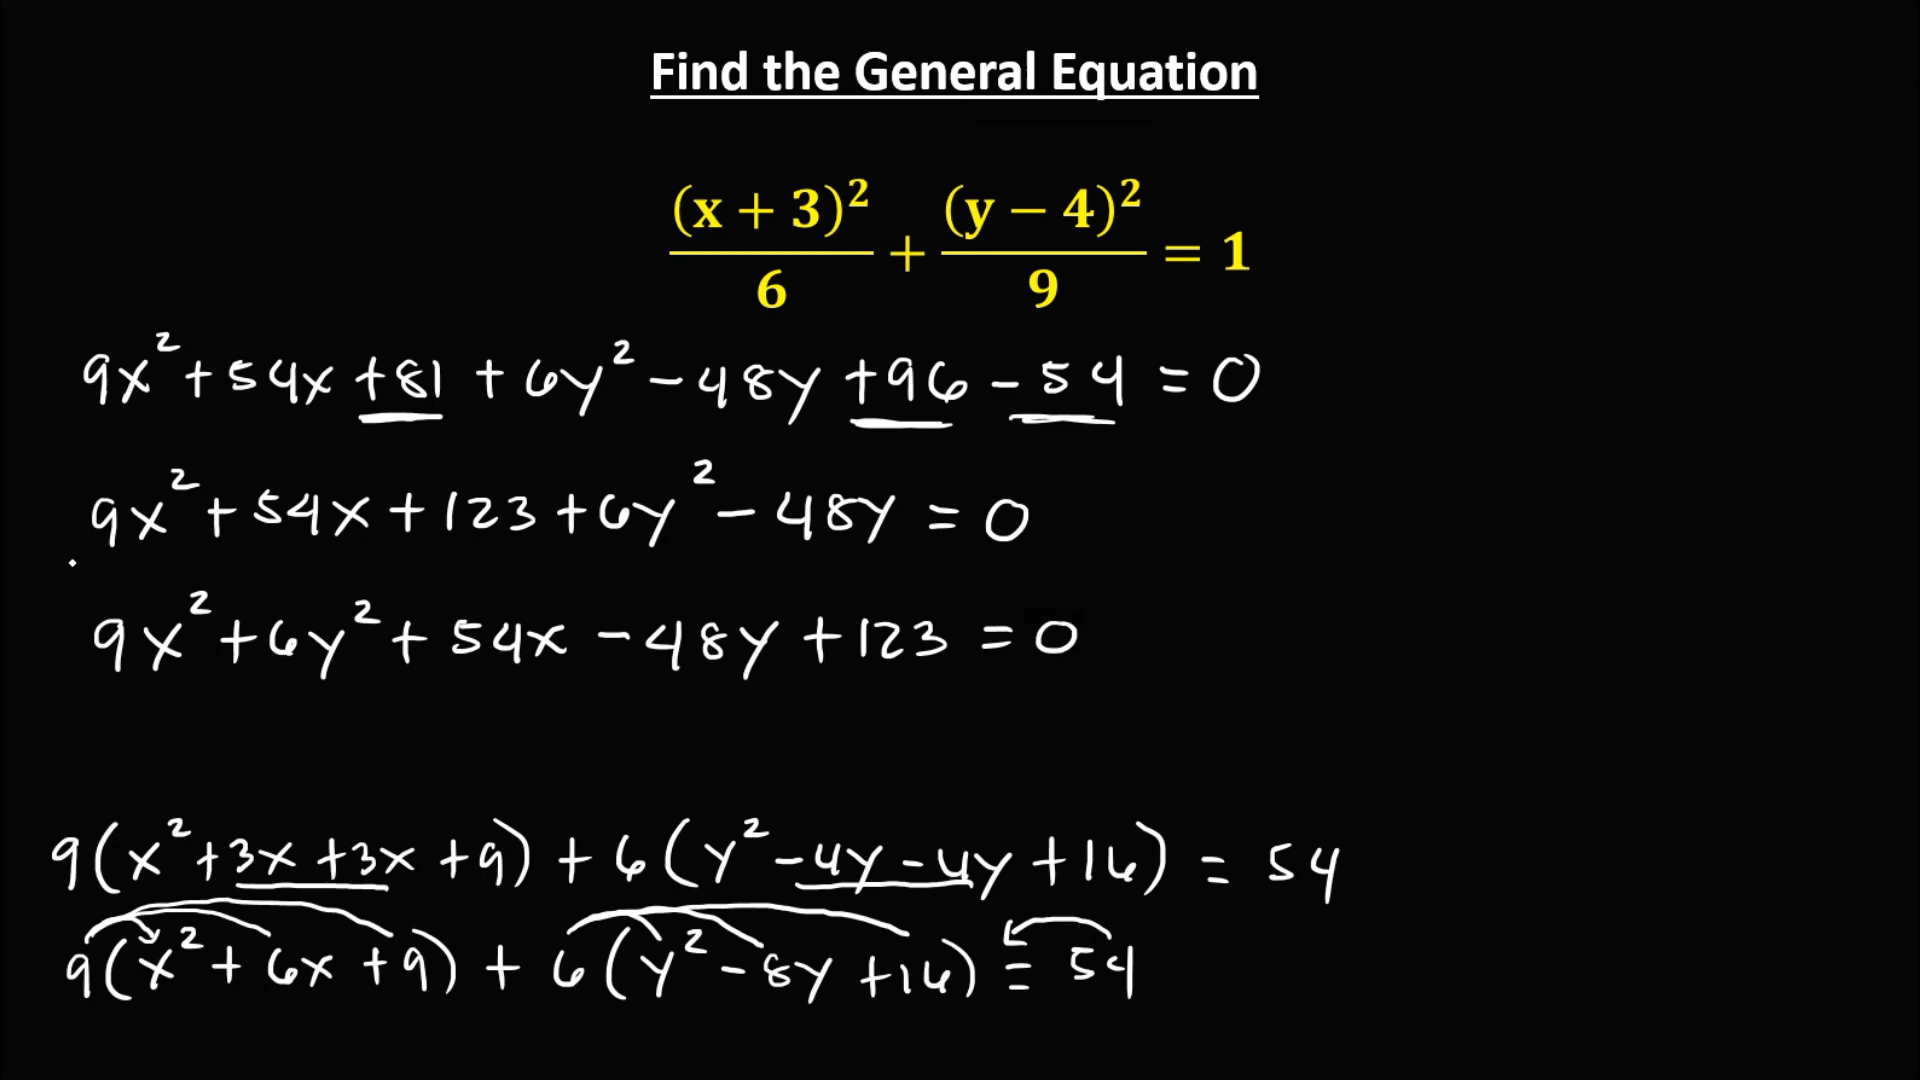 Find the General Equation
(x + 3)² / 6 + (y − 4)² / 9 = 1
9x² + 54x + 81 + 6y² − 48y + 96 − 54 = 0
9x² + 54x + 123 + 6y² − 48y = 0
9x² + 6y² + 54x − 48y + 123 = 0
9(x² + 3x + 3x + 9) + 6(y² − 4y − 4y + 16) = 54
9(x² + 6x + 9) + 6(y² − 8y + 16) = 54